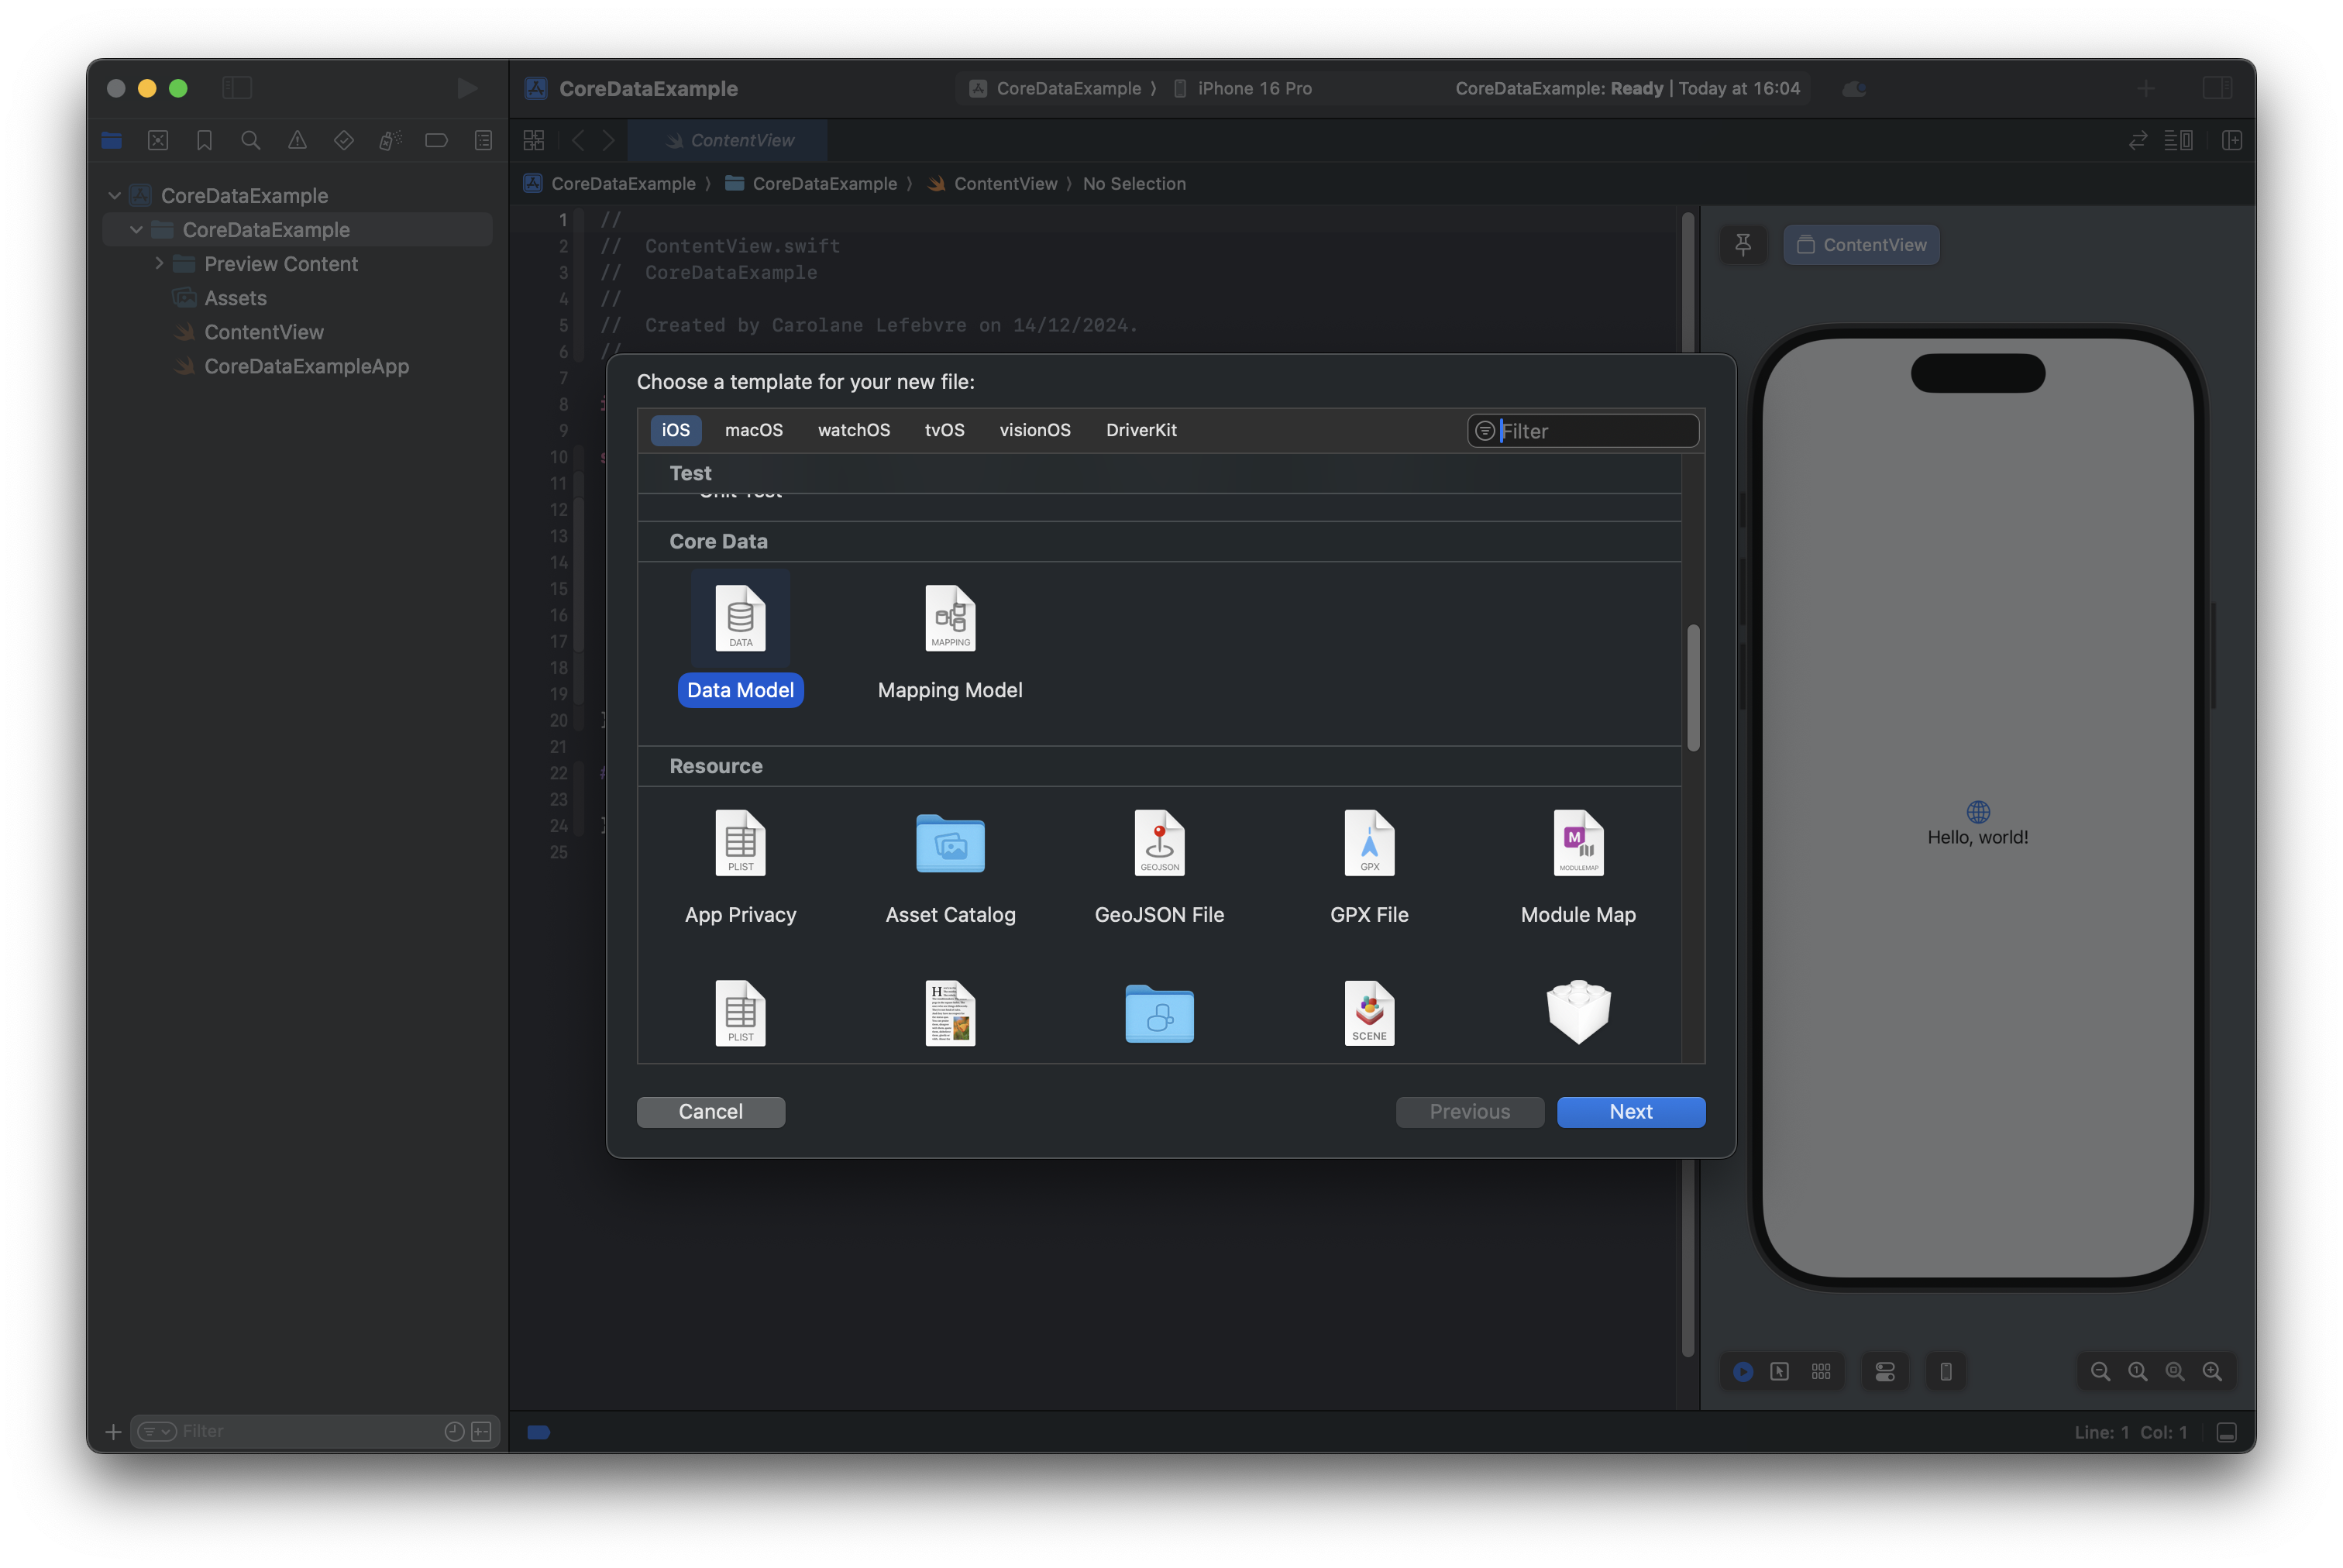 CoreDataExample
CoreDataExample 〉 iPhone 16 Pro
CoreDataExample: Ready | Today at 16:04
ContentView
CoreDataExample 〉 CoreDataExample 〉 ContentView 〉 No Selection
CoreDataExample
CoreDataExample
Preview Content
Assets
ContentView
CoreDataExampleApp
Filter
1 //
2 // ContentView.swift
3 // CoreDataExample
4 //
5 // Created by Carolane Lefebvre on 14/12/2024.
6 //
7
8
9
10
11
12
13
14
15
16
17
18
19
20 }
21
22 #
23
24 }
25
Choose a template for your new file:
iOS macOS watchOS tvOS visionOS DriverKit
Filter
Test
Unit Test
Core Data
DATA
MAPPING
Data Model
Mapping Model
Resource
PLIST
GEOJSON
GPX
M
MODULEMAP
App Privacy
Asset Catalog
GeoJSON File
GPX File
Module Map
PLIST
SCENE
Cancel
Previous
Next
ContentView
Hello, world!
Line: 1 Col: 1